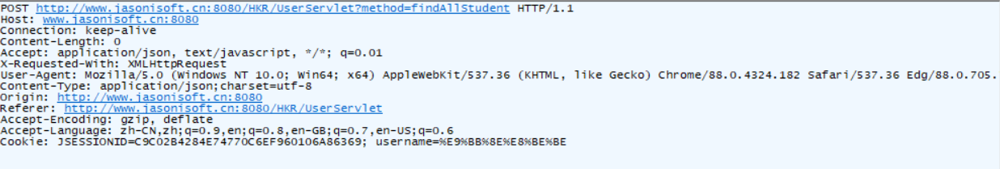 POST http://www.jasonisoft.cn:8080/HKR/UserServlet?method=findAllStudent HTTP/1.1
Host: www.jasonisoft.cn:8080
Connection: keep-alive
Content-Length: 0
Accept: application/json, text/javascript, */*; q=0.01
X-Requested-With: XMLHttpRequest
User-Agent: Mozilla/5.0 (Windows NT 10.0; Win64; x64) AppleWebKit/537.36 (KHTML, like Gecko) Chrome/88.0.4324.182 Safari/537.36 Edg/88.0.705.
Content-Type: application/json;charset=utf-8
Origin: http://www.jasonisoft.cn:8080
Referer: http://www.jasonisoft.cn:8080/HKR/UserServlet
Accept-Encoding: gzip, deflate
Accept-Language: zh-CN,zh;q=0.9,en;q=0.8,en-GB;q=0.7,en-US;q=0.6
Cookie: JSESSIONID=C9C02B4284E74770C6EF960106A86369; username=%E9%BB%8E%E8%BE%BE